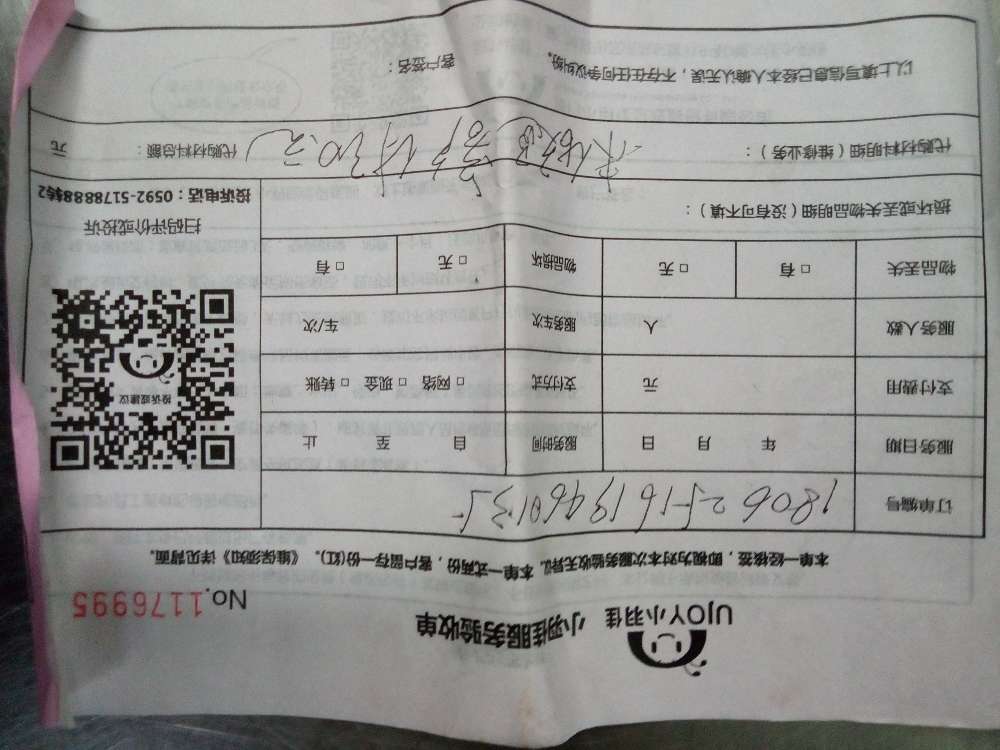 UJOY小羽佳 小羽佳服务验收单
No.1176995
本单一经核签，即视为对本次服务验收无异议。本单一式两份，客户留存一份(红)。《维保须知》详见背面。
订单编号
服务日期 年 月 日 服务时间 自 至 止
支付费用 元 支付方式 □ 网络 □ 现金 □ 转账
服务人数 人 服务车次 车/次
物品丢失 □ 有 □ 无 物品损坏 □ 无 □ 有
投诉或建议
扫码评价或投诉
投诉电话：0592-5178888转2
损坏或丢失物品明细（没有可不填）：
代购材料明细（维修业务）： 代购材料总额： 元
以上填写信息已经本人确认无误，不存在任何争议纠纷。 客户签名：